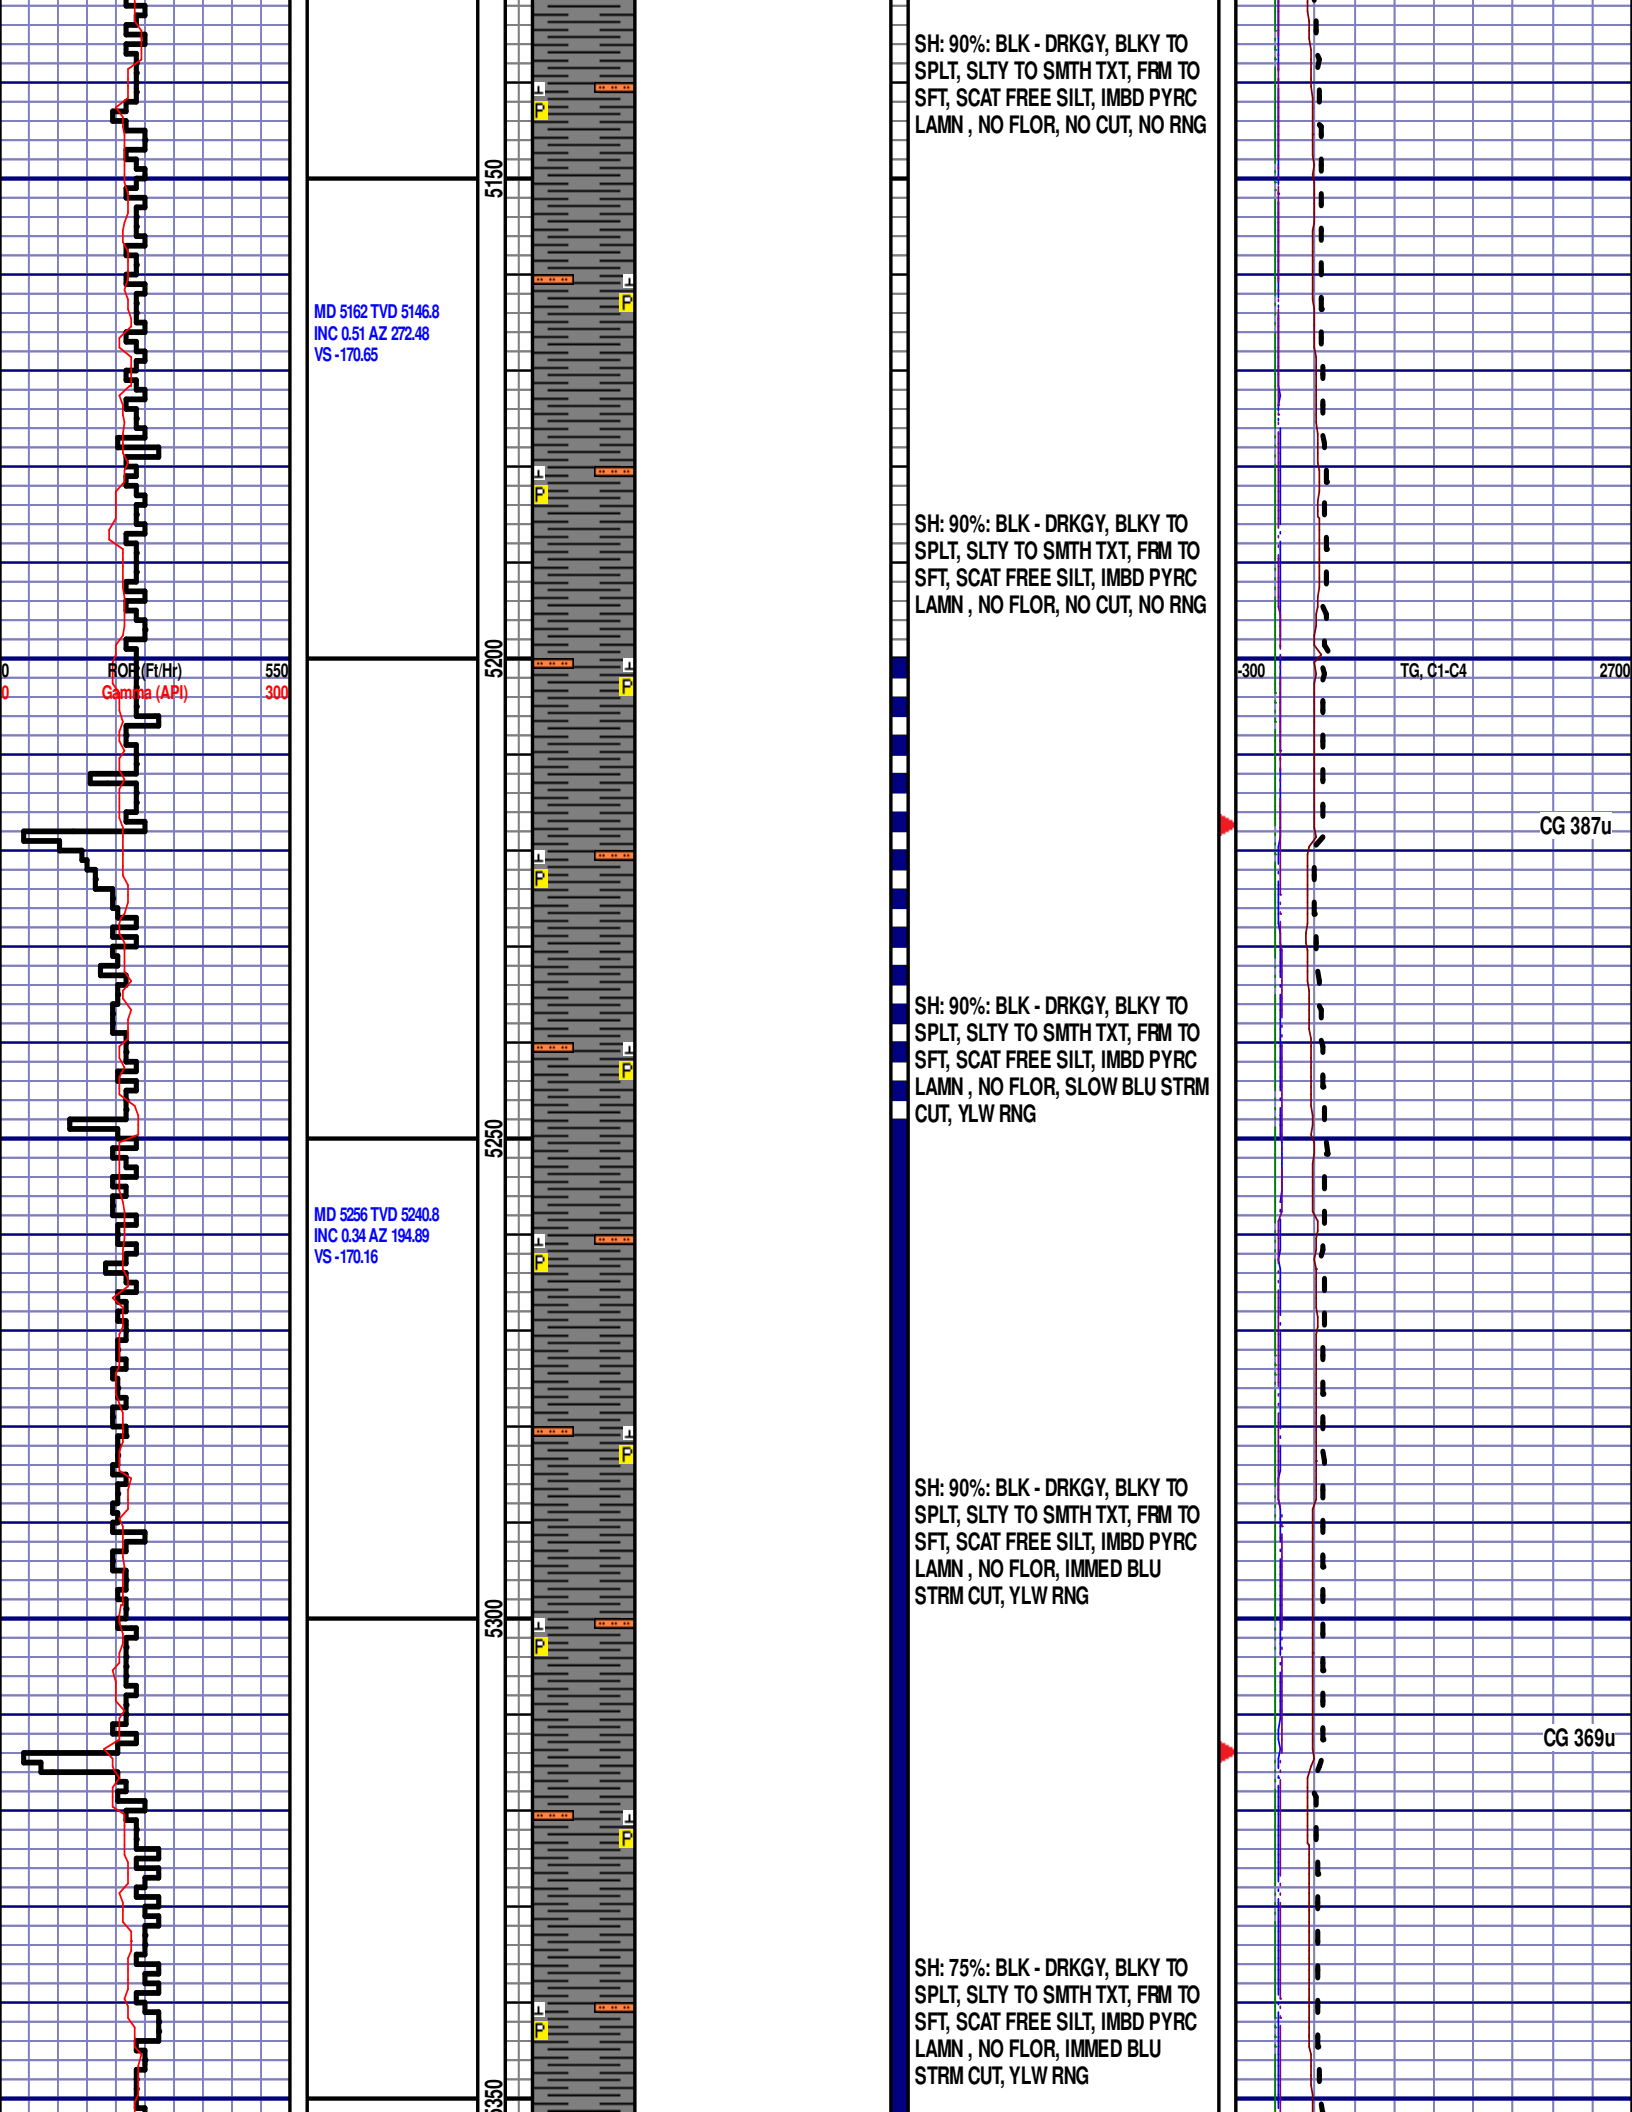 SH: 90%: BLK - DRKGY, BLKY TO
SPLT, SLTY TO SMTH TXT, FRM TO
SFT, SCAT FREE SILT, IMBD PYRC
LAMN , NO FLOR, NO CUT, NO RNG
P
5150
MD 5162 TVD 5146.8
INC 0.51 AZ 272.48
VS -170.65
P
P
SH: 90%: BLK - DRKGY, BLKY TO
SPLT, SLTY TO SMTH TXT, FRM TO
SFT, SCAT FREE SILT, IMBD PYRC
LAMN , NO FLOR, NO CUT, NO RNG
5200
0 ROP (Ft/Hr) 550
0 Gamma (API) 300
P
-300 TG, C1-C4 2700
CG 387u
P
SH: 90%: BLK - DRKGY, BLKY TO
SPLT, SLTY TO SMTH TXT, FRM TO
SFT, SCAT FREE SILT, IMBD PYRC
LAMN , NO FLOR, SLOW BLU STRM
CUT, YLW RNG
P
5250
MD 5256 TVD 5240.8
INC 0.34 AZ 194.89
VS -170.16
P
P
SH: 90%: BLK - DRKGY, BLKY TO
SPLT, SLTY TO SMTH TXT, FRM TO
SFT, SCAT FREE SILT, IMBD PYRC
LAMN , NO FLOR, IMMED BLU
STRM CUT, YLW RNG
5300
P
CG 369u
P
SH: 75%: BLK - DRKGY, BLKY TO
SPLT, SLTY TO SMTH TXT, FRM TO
SFT, SCAT FREE SILT, IMBD PYRC
LAMN , NO FLOR, IMMED BLU
STRM CUT, YLW RNG
P